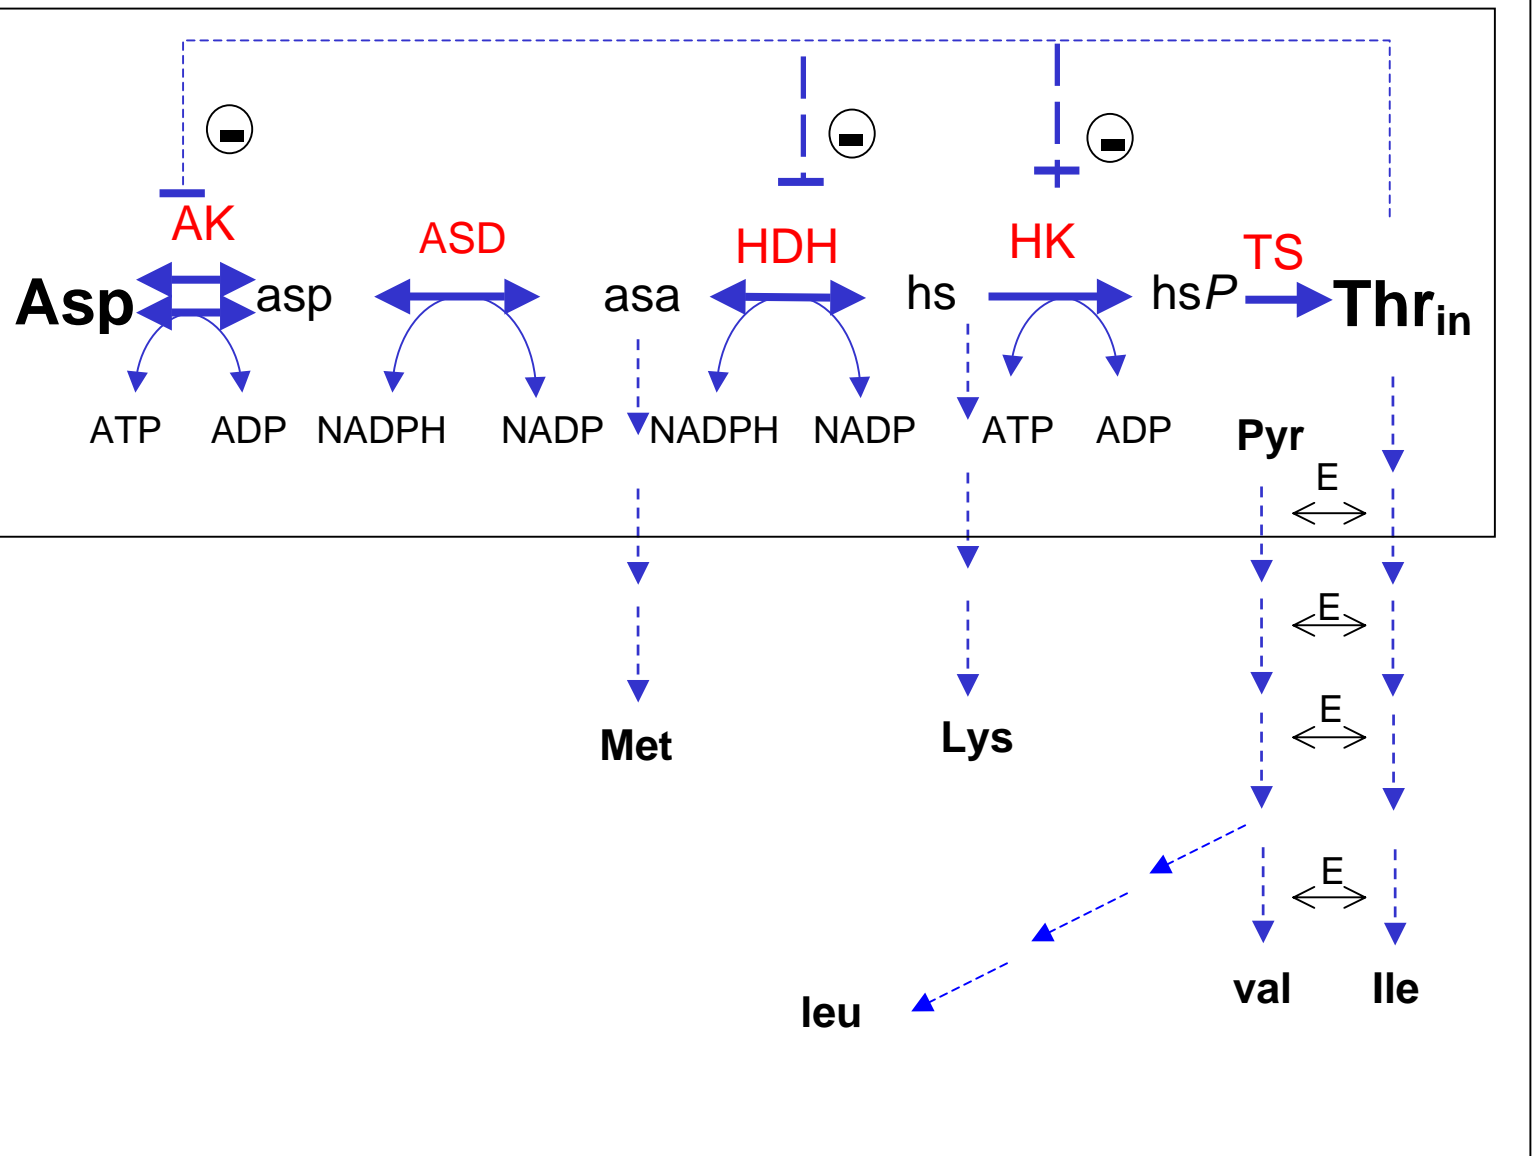 AK
ASD
HDH
HK
TS
Asp
asp
asa
hs
hsP
Thrin
ATP
ADP
NADPH
NADP
NADPH
NADP
ATP
ADP
Pyr
E
E
E
E
Met
Lys
val
Ile
leu